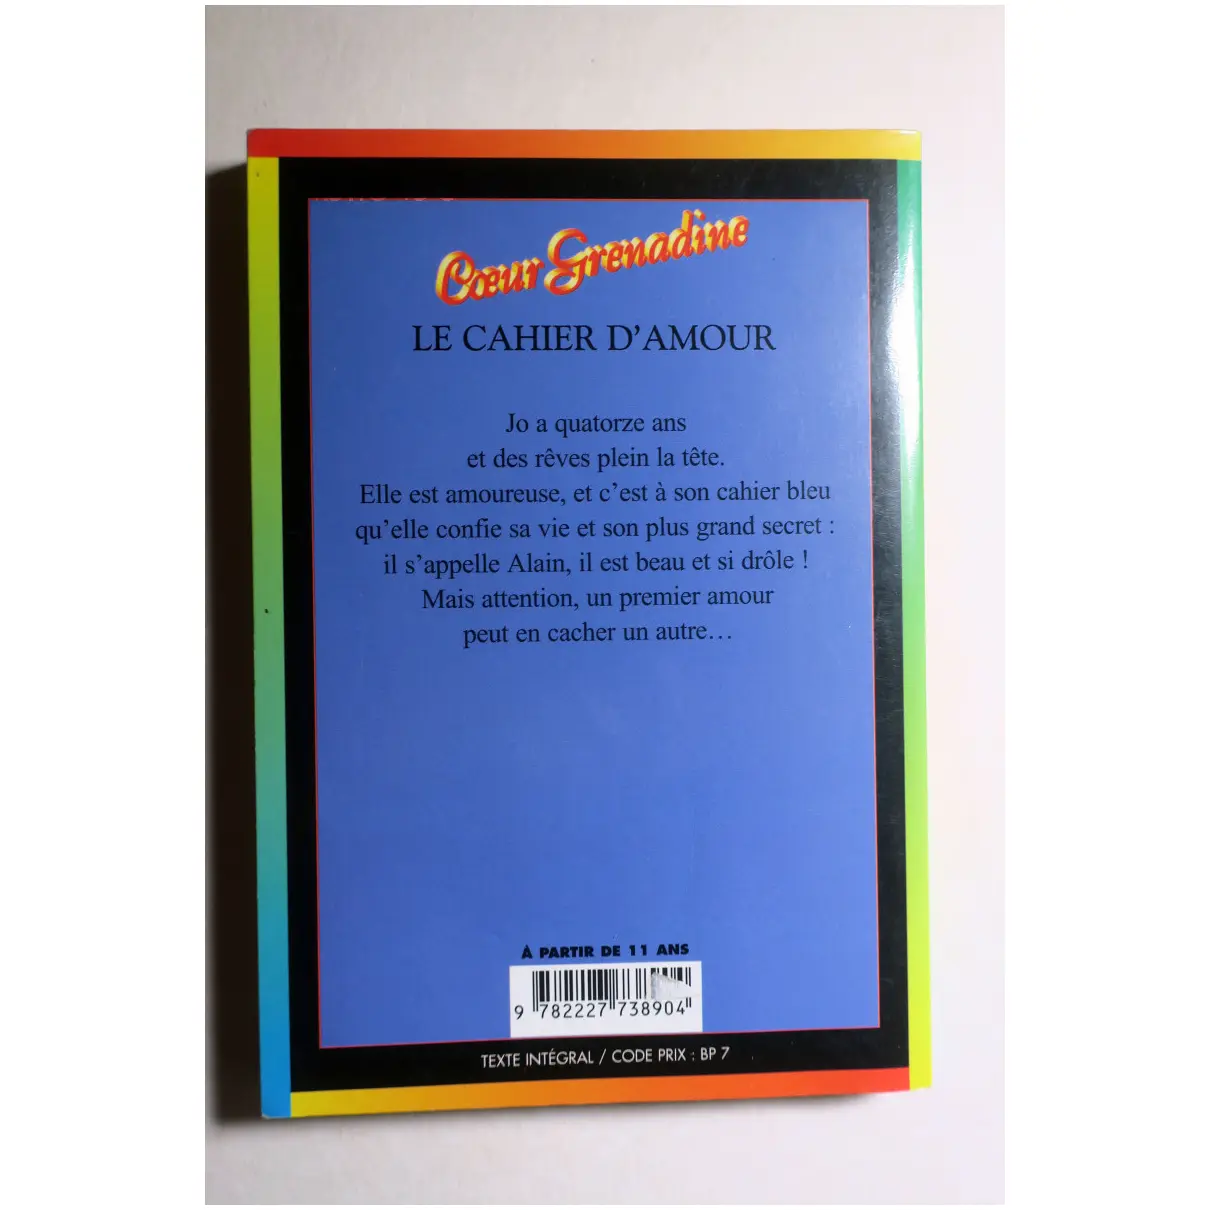 Cœur Grenadine
LE CAHIER D'AMOUR
Jo a quatorze ans
et des rêves plein la tête.
Elle est amoureuse, et c'est à son cahier bleu
qu'elle confie sa vie et son plus grand secret :
il s'appelle Alain, il est beau et si drôle !
Mais attention, un premier amour
peut en cacher un autre…
À PARTIR DE 11 ANS
9 782227 738904
TEXTE INTÉGRAL / CODE PRIX : BP 7